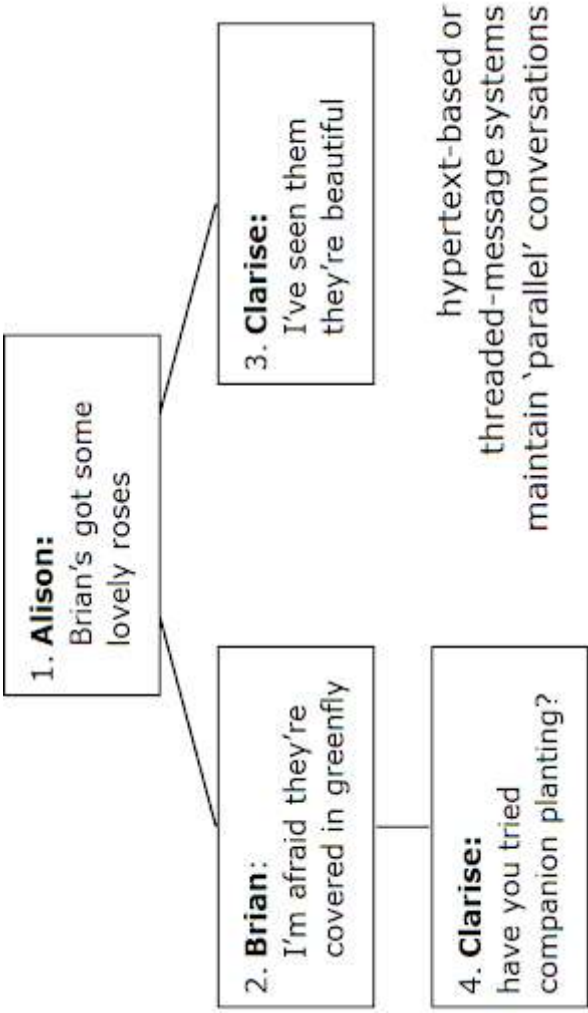 1. Alison:
Brian's got some
lovely roses
2. Brian:
I'm afraid they're
covered in greenfly
3. Clarise:
I've seen them
they're beautiful
4. Clarise:
have you tried
companion planting?
hypertext-based or
threaded-message systems
maintain ‘parallel’ conversations